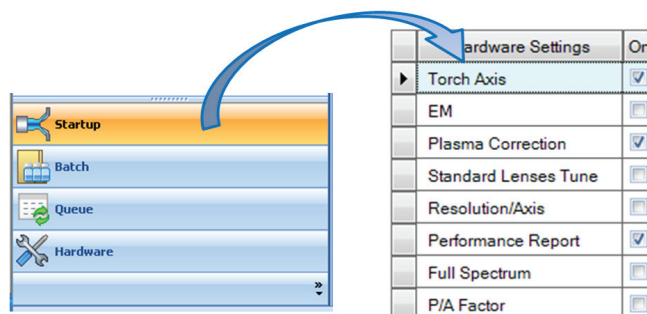 Startup
Batch
Queue
Hardware
ardware Settings
On
Torch Axis
EM
Plasma Correction
Standard Lenses Tune
Resolution/Axis
Performance Report
Full Spectrum
P/A Factor